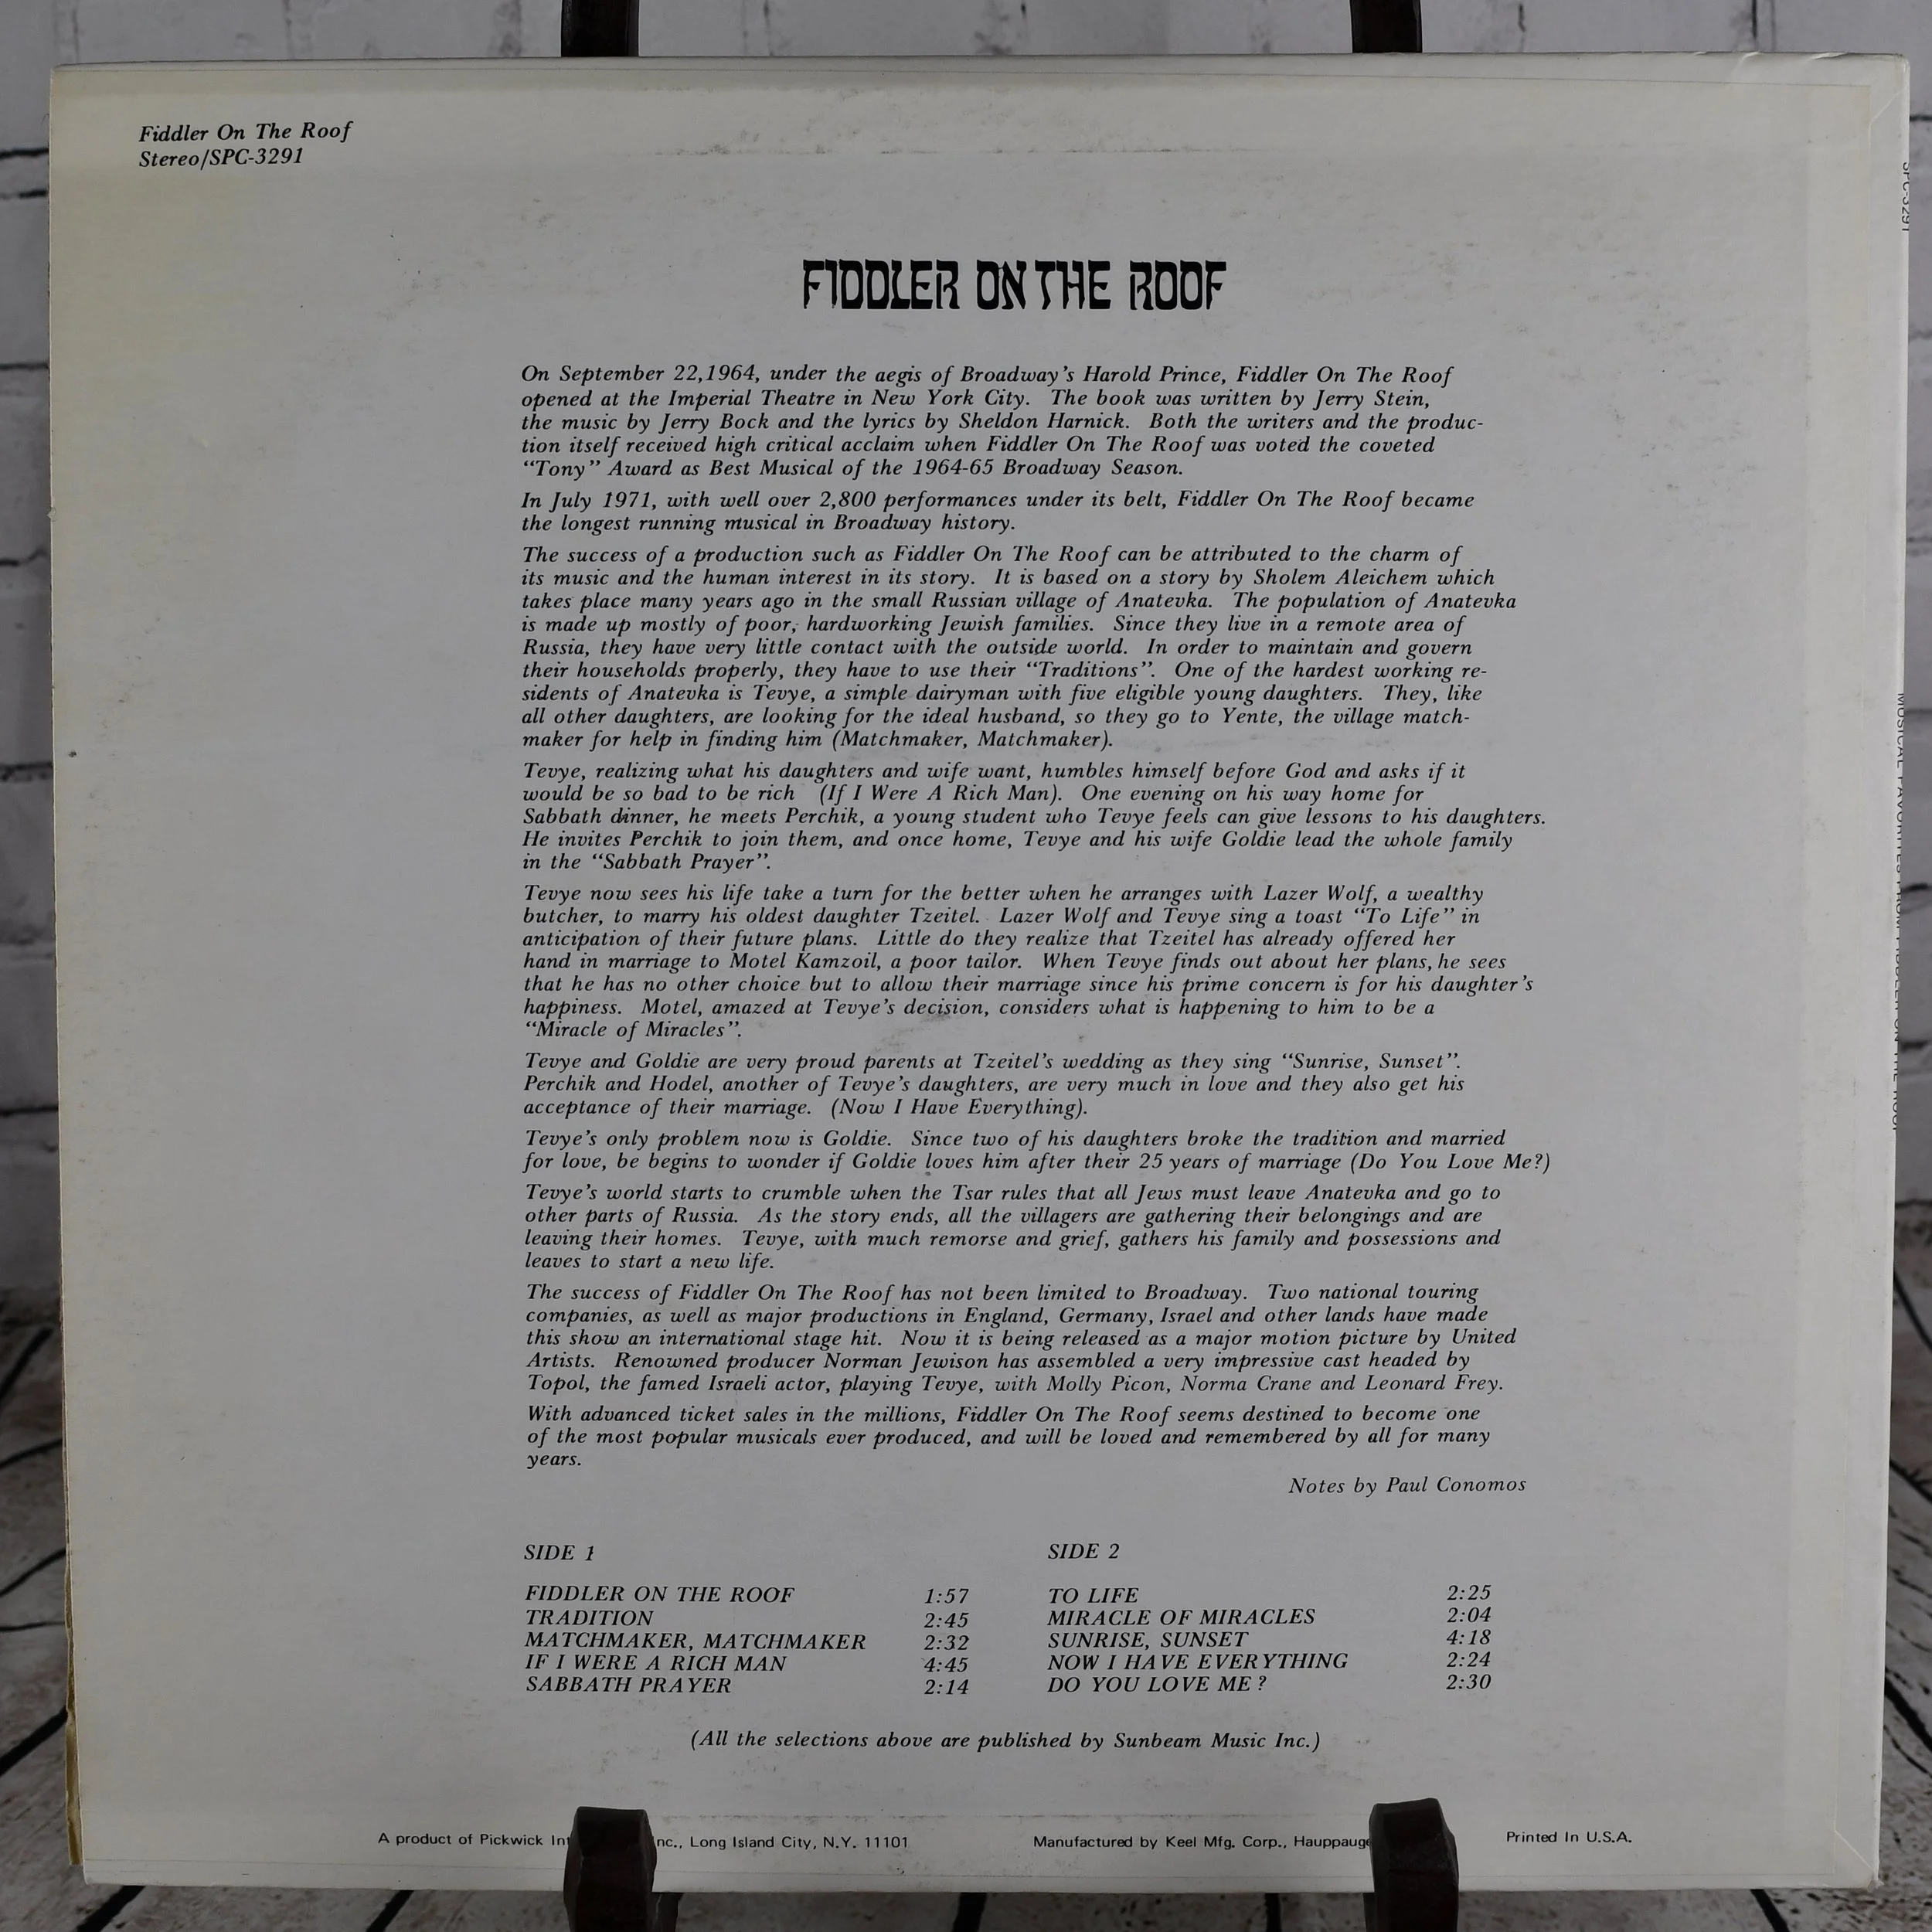 Fiddler On The Roof
Stereo/SPC-3291
SPC-3291
FIDDLER ON THE ROOF
On September 22,1964, under the aegis of Broadway's Harold Prince, Fiddler On The Roof
opened at the Imperial Theatre in New York City. The book was written by Jerry Stein,
the music by Jerry Bock and the lyrics by Sheldon Harnick. Both the writers and the produc-
tion itself received high critical acclaim when Fiddler On The Roof was voted the coveted
“Tony” Award as Best Musical of the 1964-65 Broadway Season.
In July 1971, with well over 2,800 performances under its belt, Fiddler On The Roof became
the longest running musical in Broadway history.
The success of a production such as Fiddler On The Roof can be attributed to the charm of
its music and the human interest in its story. It is based on a story by Sholem Aleichem which
takes place many years ago in the small Russian village of Anatevka. The population of Anatevka
is made up mostly of poor, hardworking Jewish families. Since they live in a remote area of
Russia, they have very little contact with the outside world. In order to maintain and govern
their households properly, they have to use their “Traditions”. One of the hardest working re-
sidents of Anatevka is Tevye, a simple dairyman with five eligible young daughters. They, like
all other daughters, are looking for the ideal husband, so they go to Yente, the village match-
maker for help in finding him (Matchmaker, Matchmaker).
Tevye, realizing what his daughters and wife want, humbles himself before God and asks if it
would be so bad to be rich (If I Were A Rich Man). One evening on his way home for
Sabbath dinner, he meets Perchik, a young student who Tevye feels can give lessons to his daughters.
He invites Perchik to join them, and once home, Tevye and his wife Goldie lead the whole family
in the “Sabbath Prayer”.
Tevye now sees his life take a turn for the better when he arranges with Lazer Wolf, a wealthy
butcher, to marry his oldest daughter Tzeitel. Lazer Wolf and Tevye sing a toast “To Life” in
anticipation of their future plans. Little do they realize that Tzeitel has already offered her
hand in marriage to Motel Kamzoil, a poor tailor. When Tevye finds out about her plans, he sees
that he has no other choice but to allow their marriage since his prime concern is for his daughter's
happiness. Motel, amazed at Tevye's decision, considers what is happening to him to be a
“Miracle of Miracles”.
Tevye and Goldie are very proud parents at Tzeitel's wedding as they sing “Sunrise, Sunset”.
Perchik and Hodel, another of Tevye's daughters, are very much in love and they also get his
acceptance of their marriage. (Now I Have Everything).
Tevye's only problem now is Goldie. Since two of his daughters broke the tradition and married
for love, be begins to wonder if Goldie loves him after their 25 years of marriage (Do You Love Me?)
Tevye's world starts to crumble when the Tsar rules that all Jews must leave Anatevka and go to
other parts of Russia. As the story ends, all the villagers are gathering their belongings and are
leaving their homes. Tevye, with much remorse and grief, gathers his family and possessions and
leaves to start a new life.
The success of Fiddler On The Roof has not been limited to Broadway. Two national touring
companies, as well as major productions in England, Germany, Israel and other lands have made
this show an international stage hit. Now it is being released as a major motion picture by United
Artists. Renowned producer Norman Jewison has assembled a very impressive cast headed by
Topol, the famed Israeli actor, playing Tevye, with Molly Picon, Norma Crane and Leonard Frey.
With advanced ticket sales in the millions, Fiddler On The Roof seems destined to become one
of the most popular musicals ever produced, and will be loved and remembered by all for many
years.
Notes by Paul Conomos
SIDE 1
FIDDLER ON THE ROOF 1:57
TRADITION 2:45
MATCHMAKER, MATCHMAKER 2:32
IF I WERE A RICH MAN 4:45
SABBATH PRAYER 2:14
SIDE 2
TO LIFE 2:25
MIRACLE OF MIRACLES 2:04
SUNRISE, SUNSET 4:18
NOW I HAVE EVERYTHING 2:24
DO YOU LOVE ME? 2:30
(All the selections above are published by Sunbeam Music Inc.)
A product of Pickwick Int nc., Long Island City, N.Y. 11101
Manufactured by Keel Mfg. Corp., Hauppauge
Printed In U.S.A.